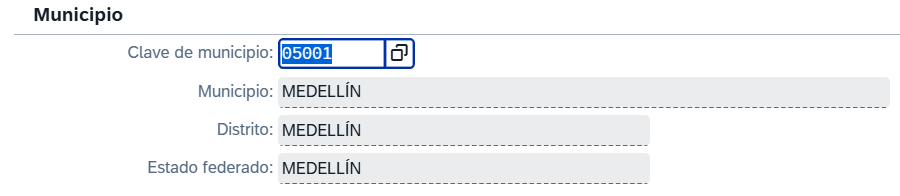 Municipio
Clave de municipio: 05001
Municipio: MEDELLÍN
Distrito: MEDELLÍN
Estado federado: MEDELLÍN